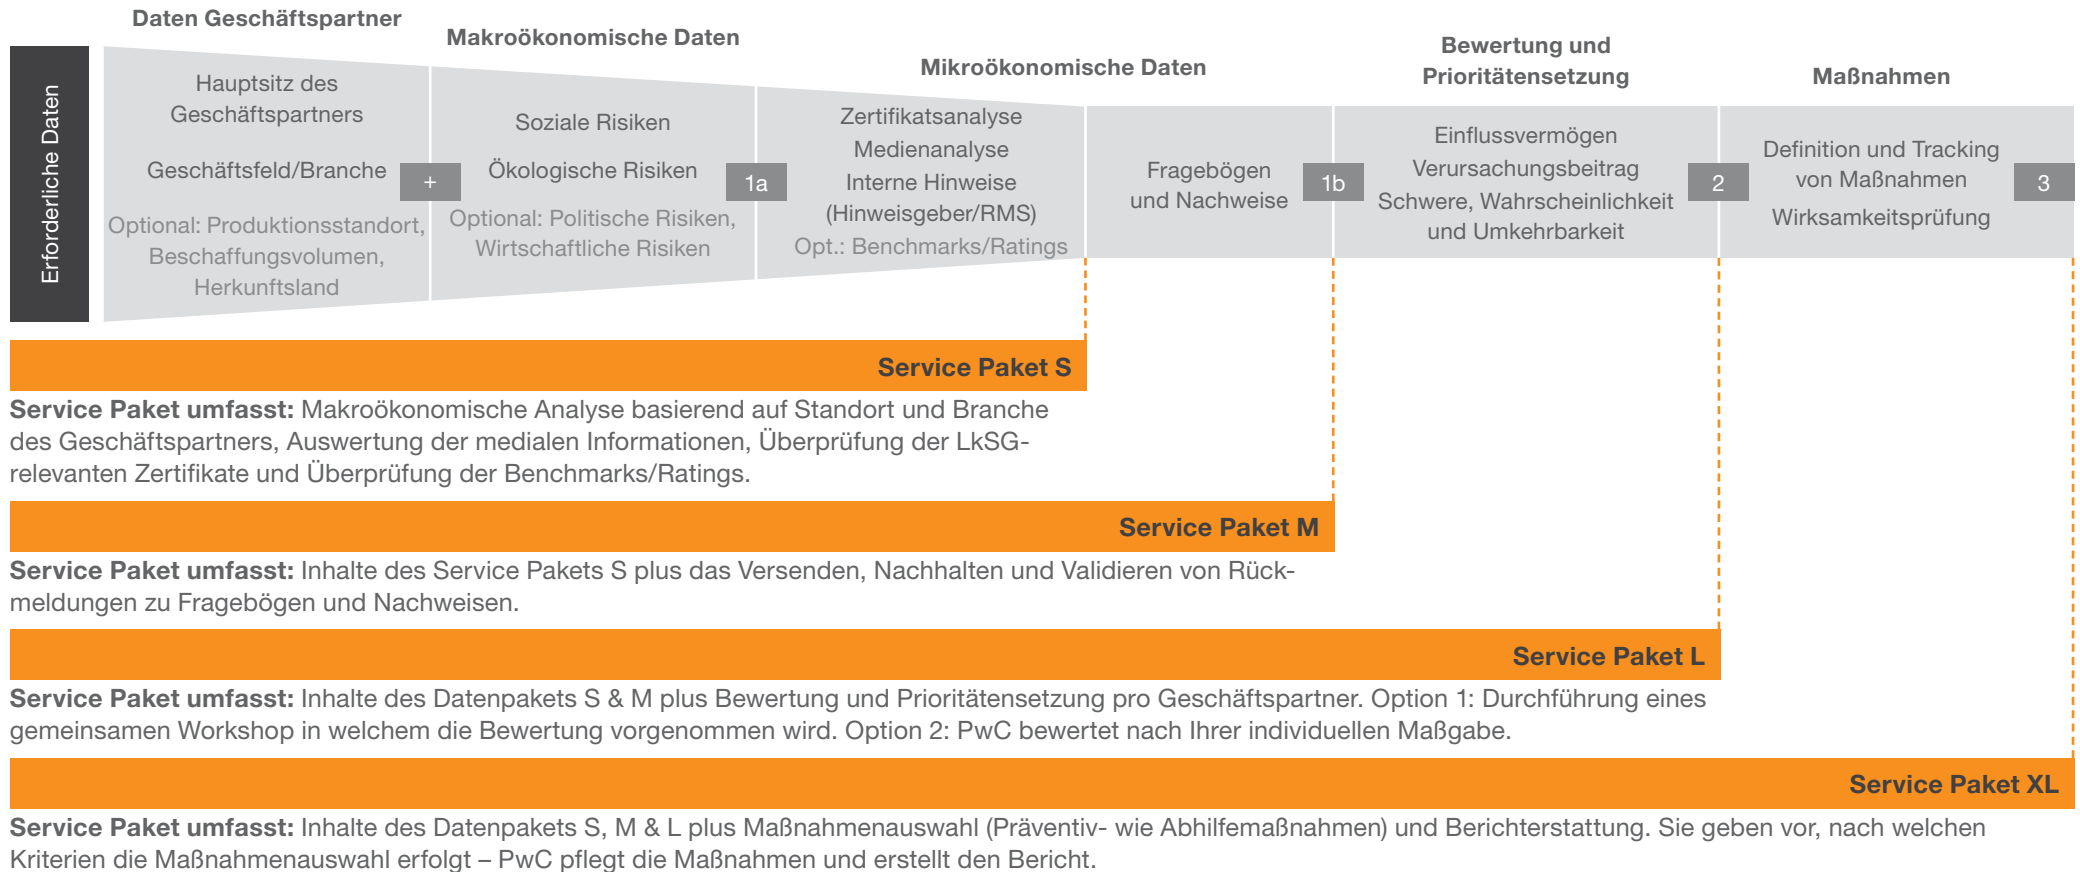 Daten Geschäftspartner
Makroökonomische Daten
Mikroökonomische Daten
Bewertung und
Prioritätensetzung
Maßnahmen
Erforderliche Daten
Hauptsitz des
Geschäftspartners
Geschäftsfeld/Branche
Optional: Produktionsstandort,
Beschaffungsvolumen,
Herkunftsland
+
Soziale Risiken
Ökologische Risiken
Optional: Politische Risiken,
Wirtschaftliche Risiken
1a
Zertifikatsanalyse
Medienanalyse
Interne Hinweise
(Hinweisgeber/RMS)
Opt.: Benchmarks/Ratings
Fragebögen
und Nachweise
1b
Einflussvermögen
Verursachungsbeitrag
Schwere, Wahrscheinlichkeit
und Umkehrbarkeit
2
Definition und Tracking
von Maßnahmen
Wirksamkeitsprüfung
3
Service Paket S
Service Paket umfasst: Makroökonomische Analyse basierend auf Standort und Branche
des Geschäftspartners, Auswertung der medialen Informationen, Überprüfung der LkSG-
relevanten Zertifikate und Überprüfung der Benchmarks/Ratings.
Service Paket M
Service Paket umfasst: Inhalte des Service Pakets S plus das Versenden, Nachhalten und Validieren von Rück-
meldungen zu Fragebögen und Nachweisen.
Service Paket L
Service Paket umfasst: Inhalte des Datenpakets S & M plus Bewertung und Prioritätensetzung pro Geschäftspartner. Option 1: Durchführung eines
gemeinsamen Workshop in welchem die Bewertung vorgenommen wird. Option 2: PwC bewertet nach Ihrer individuellen Maßgabe.
Service Paket XL
Service Paket umfasst: Inhalte des Datenpakets S, M & L plus Maßnahmenauswahl (Präventiv- wie Abhilfemaßnahmen) und Berichterstattung. Sie geben vor, nach welchen
Kriterien die Maßnahmenauswahl erfolgt – PwC pflegt die Maßnahmen und erstellt den Bericht.